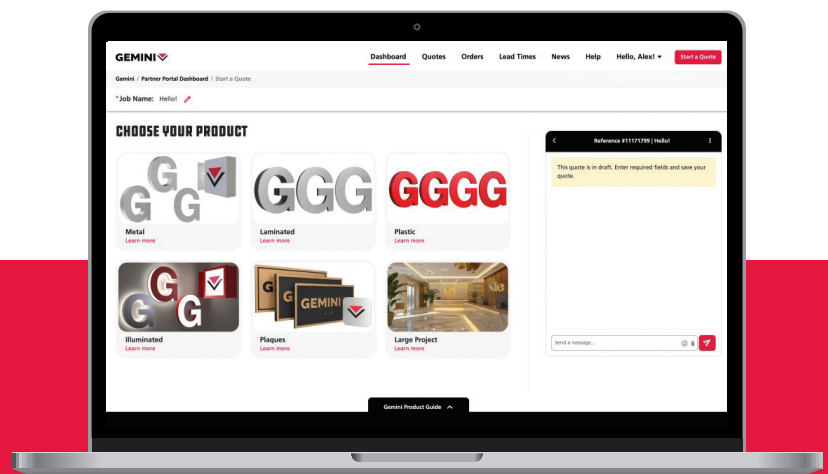 GEMINI
Dashboard Quotes Orders Lead Times News Help Hello, Alex! Start a Quote
Gemini / Partner Portal Dashboard / Start a Quote
*Job Name: Hello!
CHOOSE YOUR PRODUCT
Reference #11171799 | Hello!
This quote is in draft. Enter required fields and save your
quote.
G G G
GGGG
GGGG
Metal
Learn more
Laminated
Learn more
Plastic
Learn more
G G G
G G GEMINI
Illuminated
Learn more
Plaques
Learn more
Large Project
Learn more
Send a message...
Gemini Product Guide